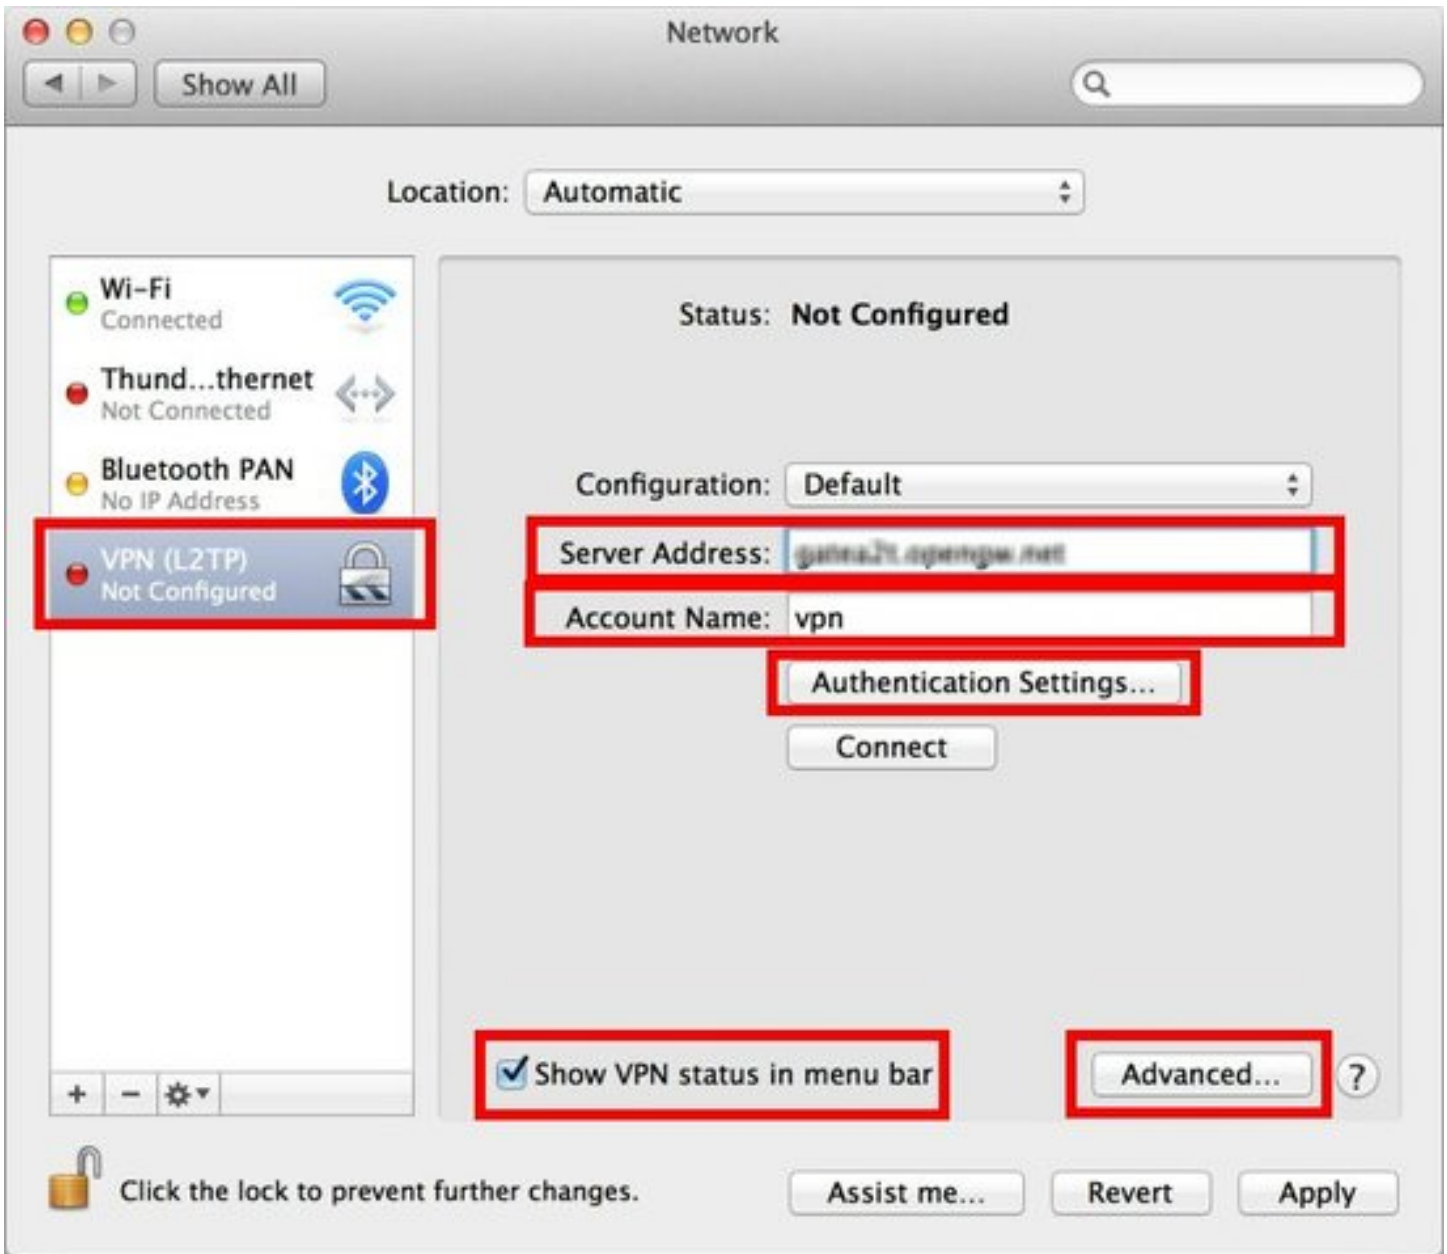 Network
Show All
Location: Automatic
Wi-Fi
Connected
Thund...thernet
Not Connected
Bluetooth PAN
No IP Address
VPN (L2TP)
Not Configured
Status: Not Configured
Configuration: Default
Server Address:
Account Name: vpn
Authentication Settings...
Connect
Show VPN status in menu bar
Advanced... ?
Click the lock to prevent further changes.
Assist me... Revert Apply